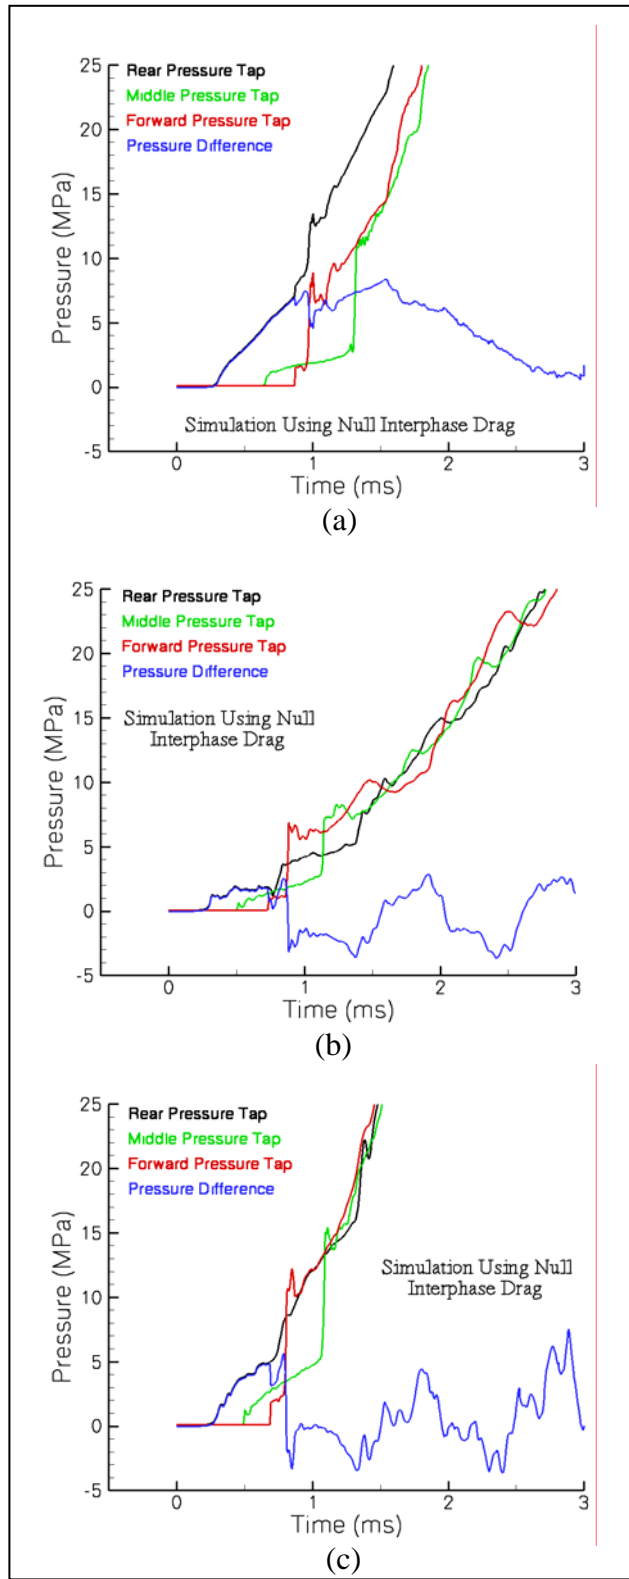 25
Rear Pressure Tap
Middle Pressure Tap
Forward Pressure Tap
Pressure Difference
20
15
10
5
0
-5
Pressure (MPa)
Simulation Using Null Interphase Drag
0 1 2 3
Time (ms)
(a)
25
Rear Pressure Tap
Middle Pressure Tap
Forward Pressure Tap
Pressure Difference
20
15
10
5
0
-5
Pressure (MPa)
Simulation Using Null
Interphase Drag
0 1 2 3
Time (ms)
(b)
25
Rear Pressure Tap
Middle Pressure Tap
Forward Pressure Tap
Pressure Difference
20
15
10
5
0
-5
Pressure (MPa)
Simulation Using Null
Interphase Drag
0 1 2 3
Time (ms)
(c)